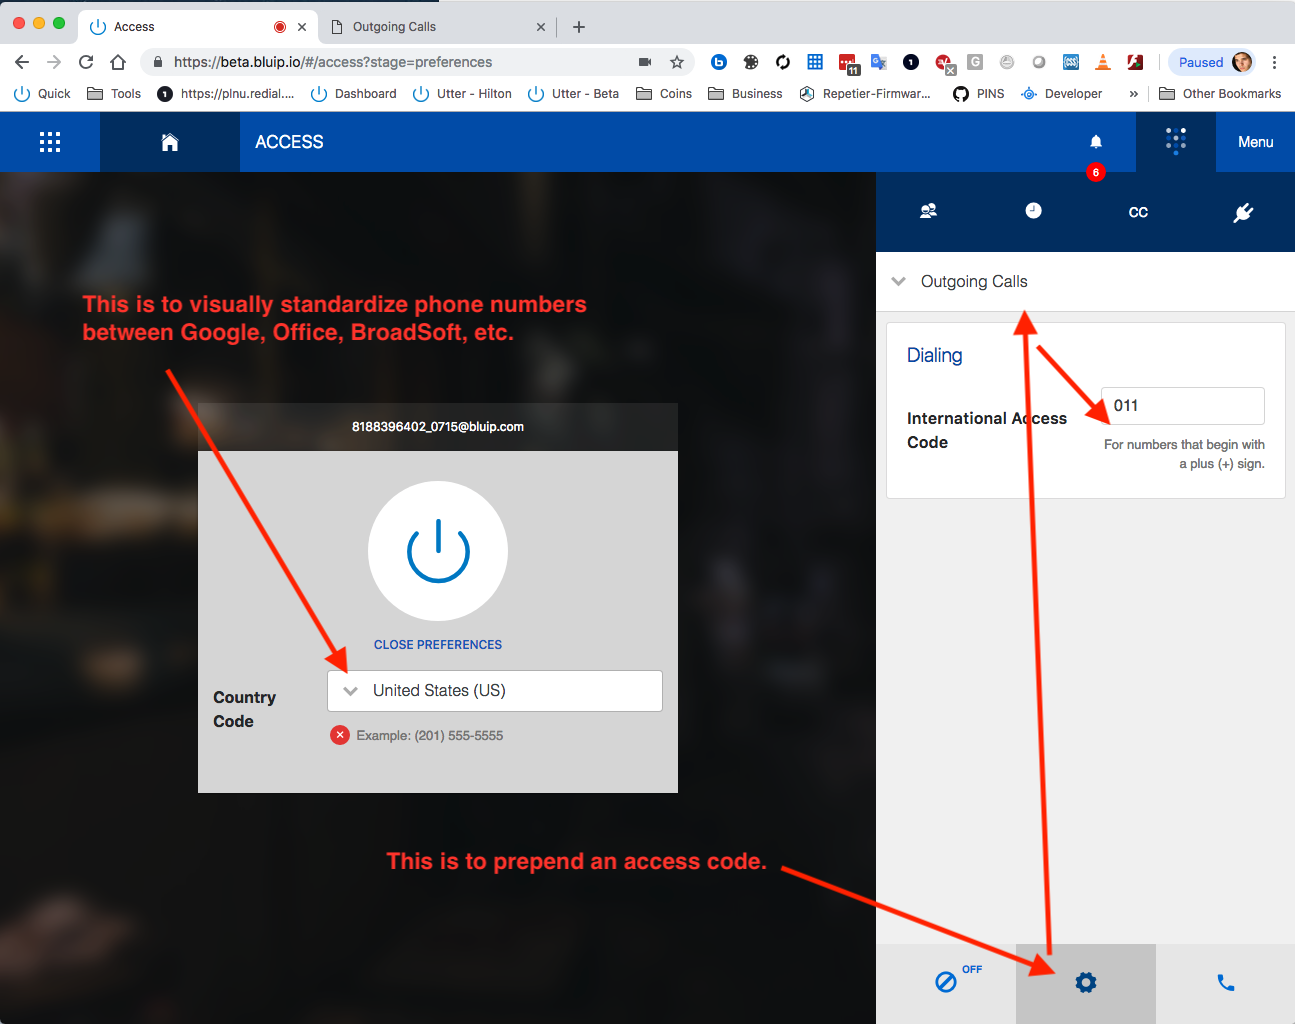 Access
Outgoing Calls
https://beta.bluip.io/#/access?stage=preferences
11
1
G
Paused
Quick
Tools
1
https://plnu.redial....
Dashboard
Utter - Hilton
Utter - Beta
Coins
Business
Repetier-Firmwar...
PINS
Developer
»
Other Bookmarks
ACCESS
6
Menu
CC
Outgoing Calls
This is to visually standardize phone numbers
between Google, Office, BroadSoft, etc.
Dialing
International Access
Code
011
For numbers that begin with
a plus (+) sign.
8188396402_0715@bluip.com
CLOSE PREFERENCES
Country
Code
United States (US)
Example: (201) 555-5555
This is to prepend an access code.
OFF